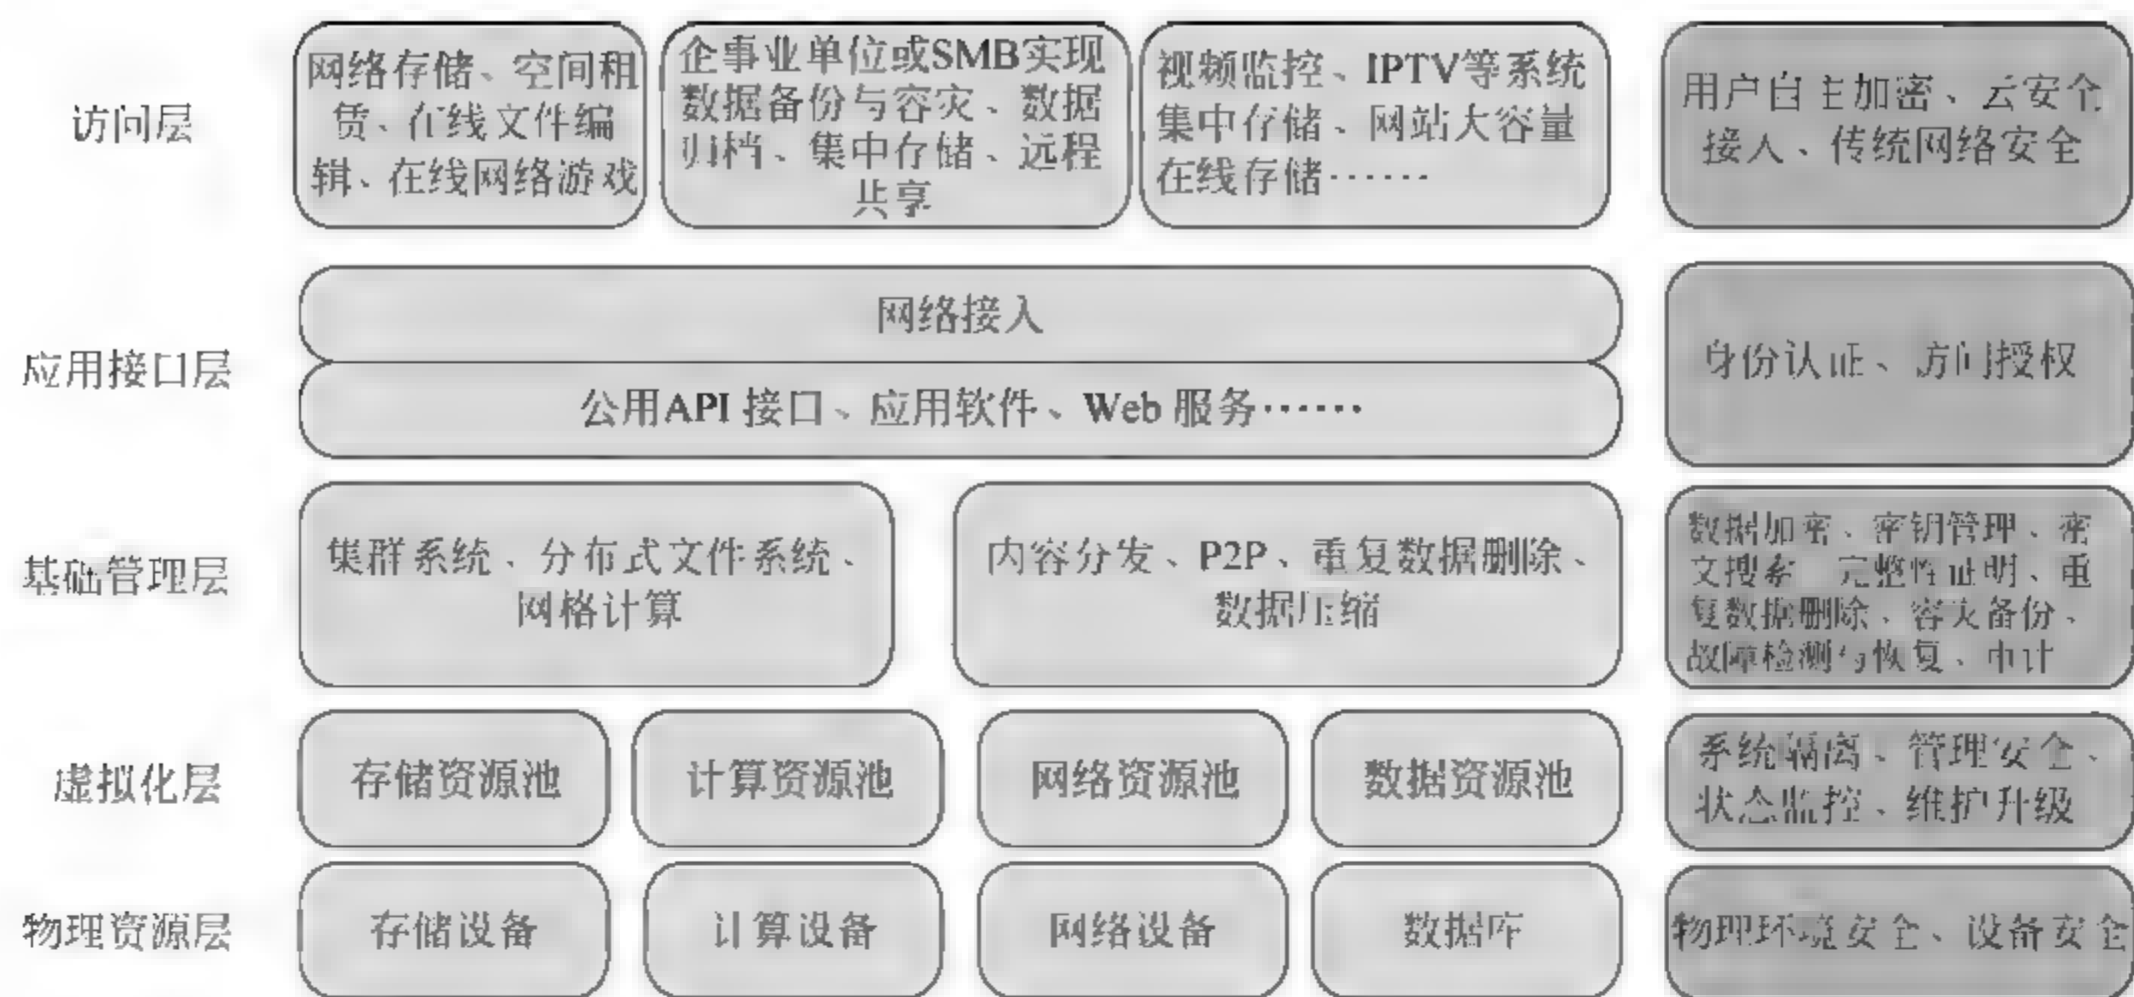 访问层
网络存储、空间租
赁、在线文件编
辑、在线网络游戏
企事业单位或SMB实现
数据备份与容灾、数据
归档、集中存储、远程
共享
视频监控、IPTV等系统
集中存储、网站大容量
在线存储……
用户自主加密、云安全
接入、传统网络安全
应用接口层
网络接入
公用API 接口、应用软件、Web 服务……
身份认证、访问授权
基础管理层
集群系统、分布式文件系统、
网格计算
内容分发、P2P、重复数据删除、
数据压缩
数据加密、密钥管理、密
文搜索、完整性证明、重
复数据删除、容灾备份、
故障检测与恢复、审计
虚拟化层
存储资源池
计算资源池
网络资源池
数据资源池
系统隔离、管理安全、
状态监控、维护升级
物理资源层
存储设备
计算设备
网络设备
数据库
物理环境安全、设备安全